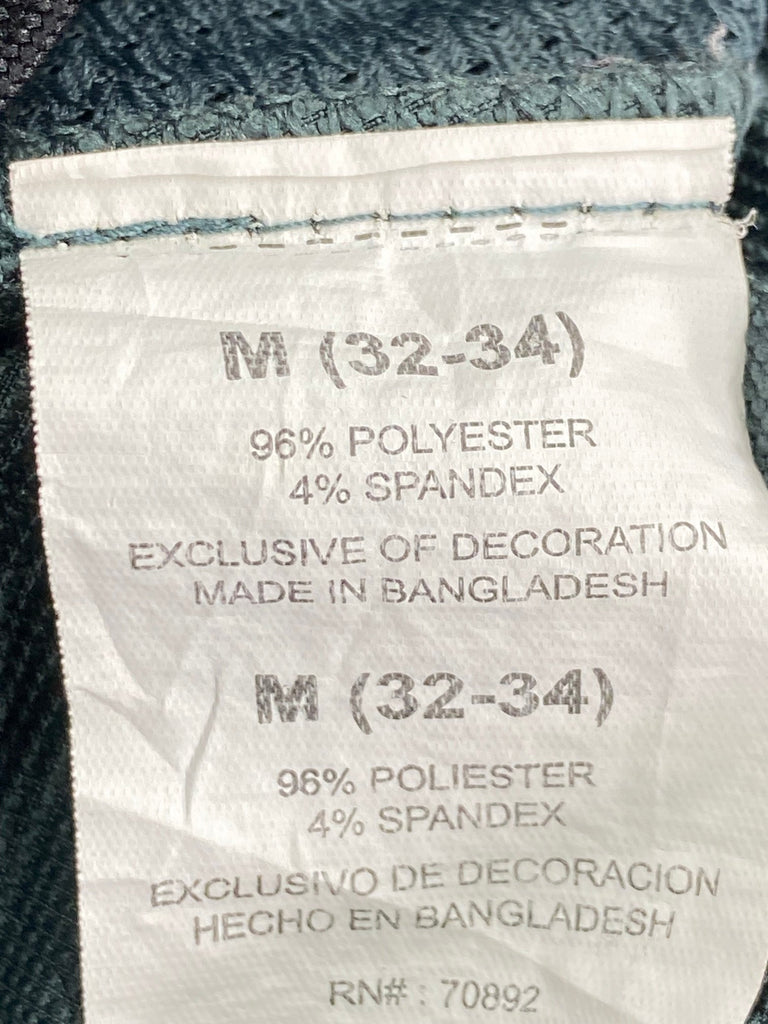 M (32-34)
96% POLYESTER
4% SPANDEX
EXCLUSIVE OF DECORATION
MADE IN BANGLADESH
M (32-34)
96% POLIESTER
4% SPANDEX
EXCLUSIVO DE DECORACION
HECHO EN BANGLADESH
RN# : 70892